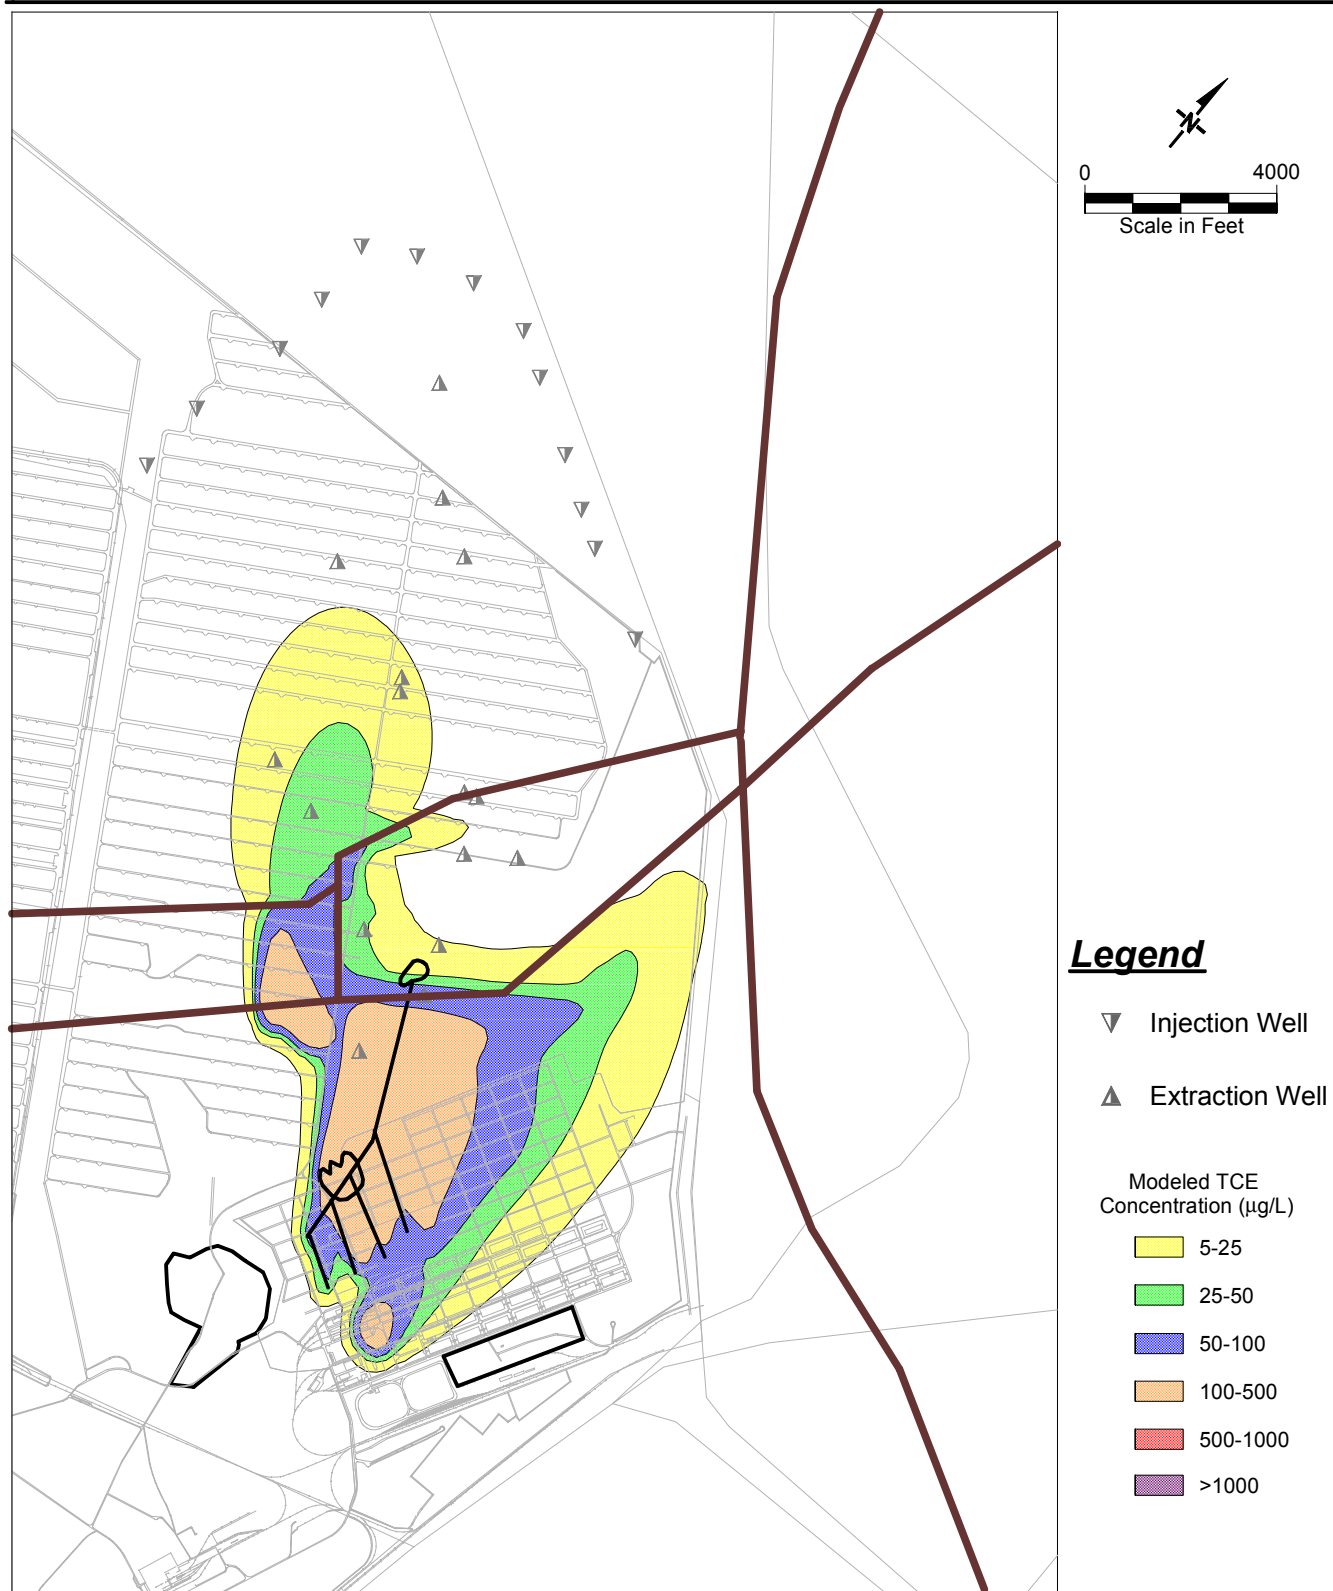 N
0 4000
Scale in Feet
Legend
Injection Well
Extraction Well
Modeled TCE
Concentration (µg/L)
5-25
25-50
50-100
100-500
500-1000
>1000